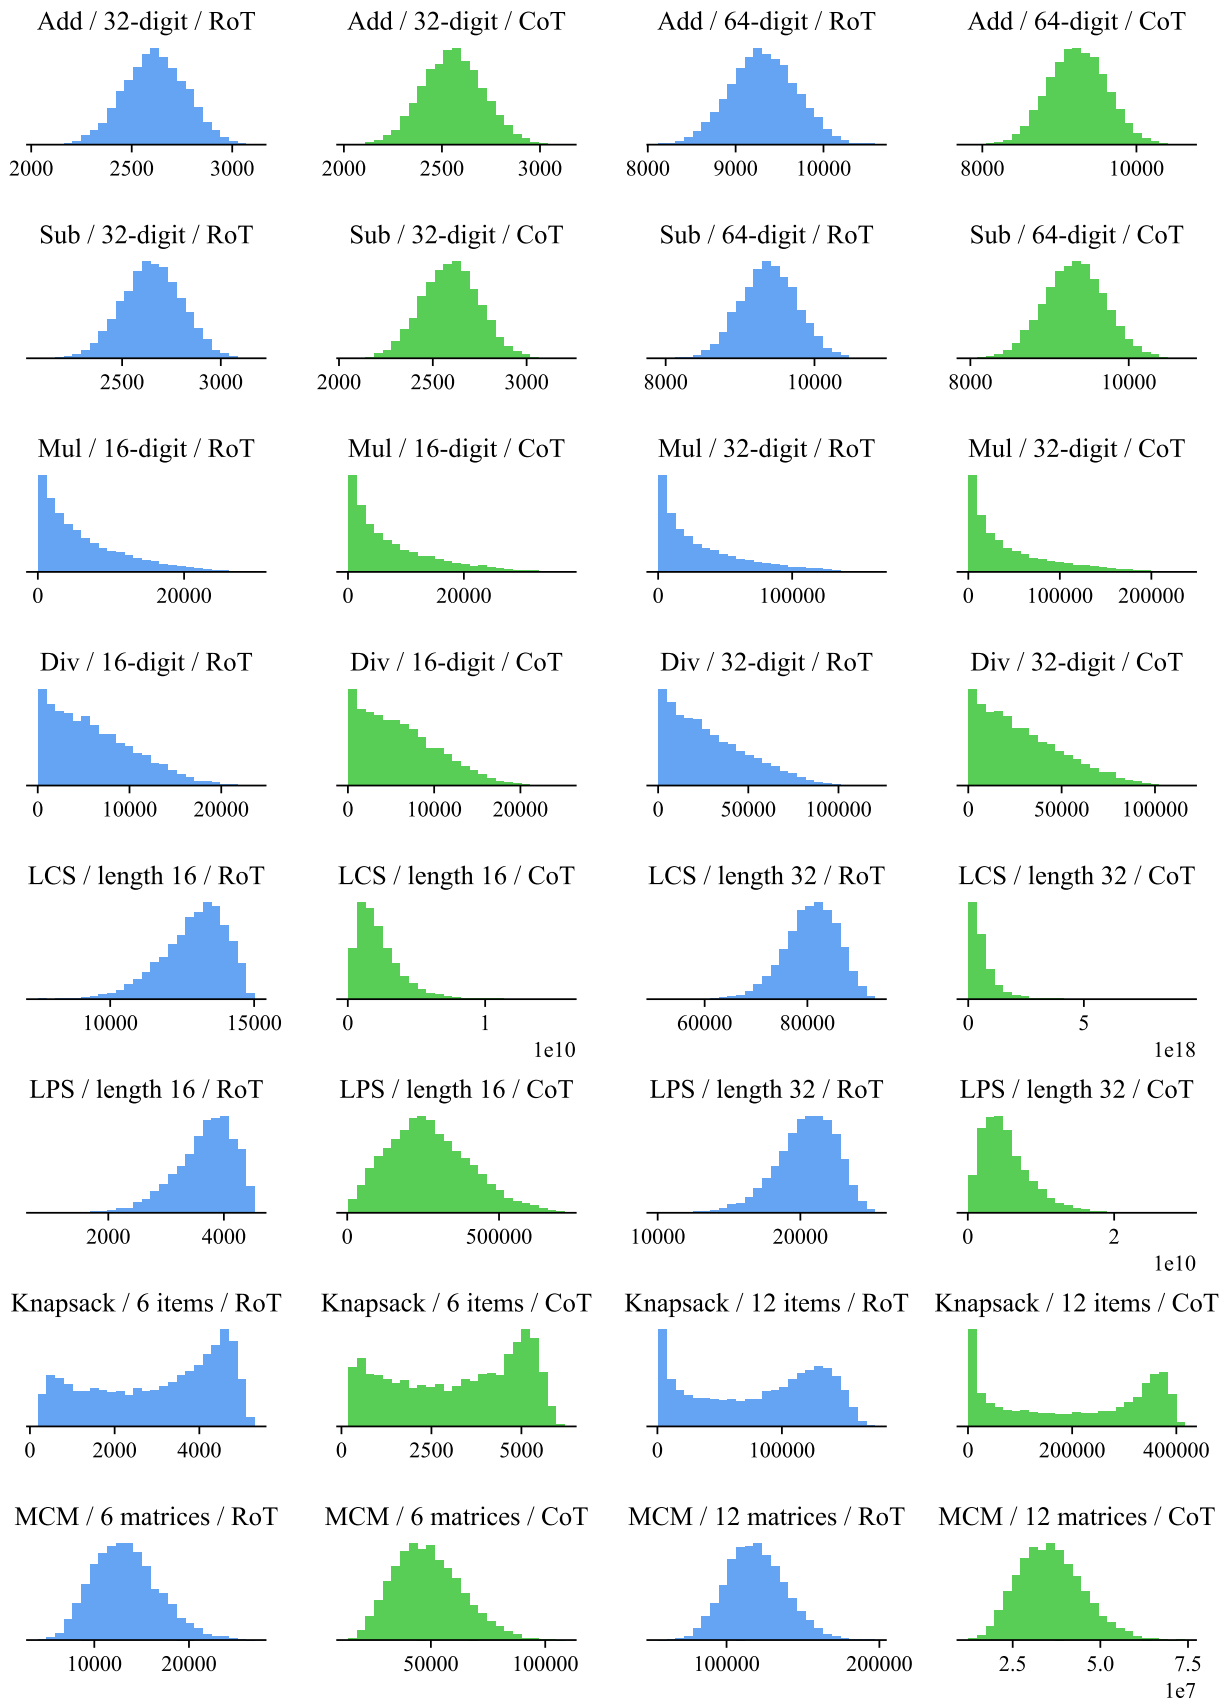 Add / 32-digit / RoT Add / 32-digit / CoT Add / 64-digit / RoT Add / 64-digit / CoT
2000 2500 3000 2000 2500 3000 8000 9000 10000 8000 10000
Sub / 32-digit / RoT Sub / 32-digit / CoT Sub / 64-digit / RoT Sub / 64-digit / CoT
2500 3000 2000 2500 3000 8000 10000 8000 10000
Mul / 16-digit / RoT Mul / 16-digit / CoT Mul / 32-digit / RoT Mul / 32-digit / CoT
0 20000 0 20000 0 100000 0 100000 200000
Div / 16-digit / RoT Div / 16-digit / CoT Div / 32-digit / RoT Div / 32-digit / CoT
0 10000 20000 0 10000 20000 0 50000 100000 0 50000 100000
LCS / length 16 / RoT LCS / length 16 / CoT LCS / length 32 / RoT LCS / length 32 / CoT
10000 15000 0 1 60000 80000 0 5
1e10 1e18
LPS / length 16 / RoT LPS / length 16 / CoT LPS / length 32 / RoT LPS / length 32 / CoT
2000 4000 0 500000 10000 20000 0 2
1e10
Knapsack / 6 items / RoT Knapsack / 6 items / CoT Knapsack / 12 items / RoT Knapsack / 12 items / CoT
0 2000 4000 0 2500 5000 0 100000 0 200000 400000
MCM / 6 matrices / RoT MCM / 6 matrices / CoT MCM / 12 matrices / RoT MCM / 12 matrices / CoT
10000 20000 50000 100000 100000 200000 2.5 5.0 7.5
1e7